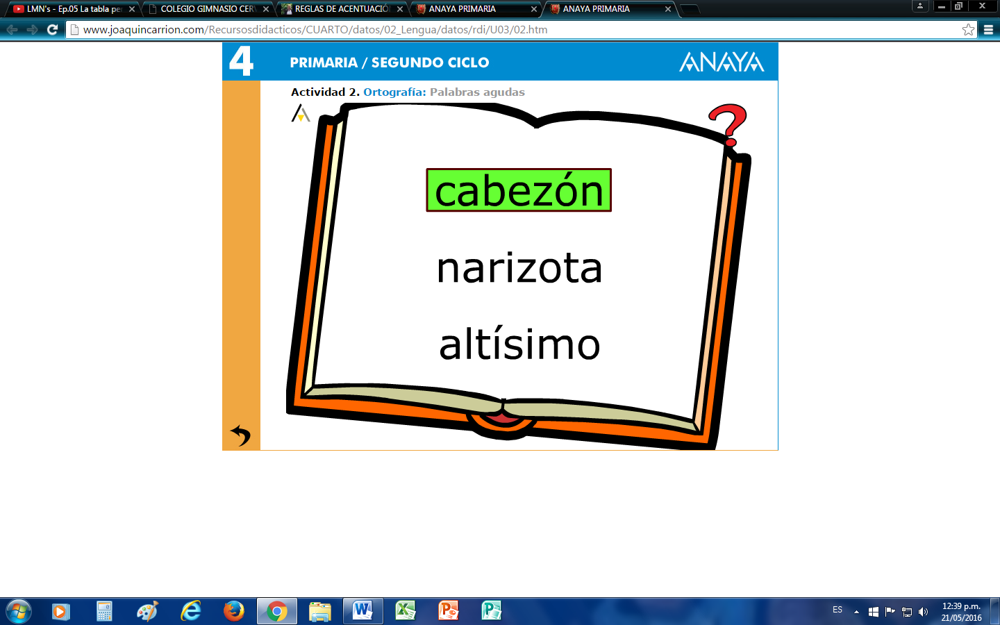 LMN's - Ep.05 La tabla pe
COLEGIO GIMNASIO CER
REGLAS DE ACENTUACIÓ
ANAYA PRIMARIA
ANAYA PRIMARIA
www.joaquincarrion.com/Recursosdidacticos/CUARTO/datos/02_Lengua/datos/rdi/U03/02.htm
4 PRIMARIA / SEGUNDO CICLO ANAYA
Actividad 2. Ortografía: Palabras agudas
?
cabezón
narizota
altísimo
ES
12:39 p.m.
21/05/2016